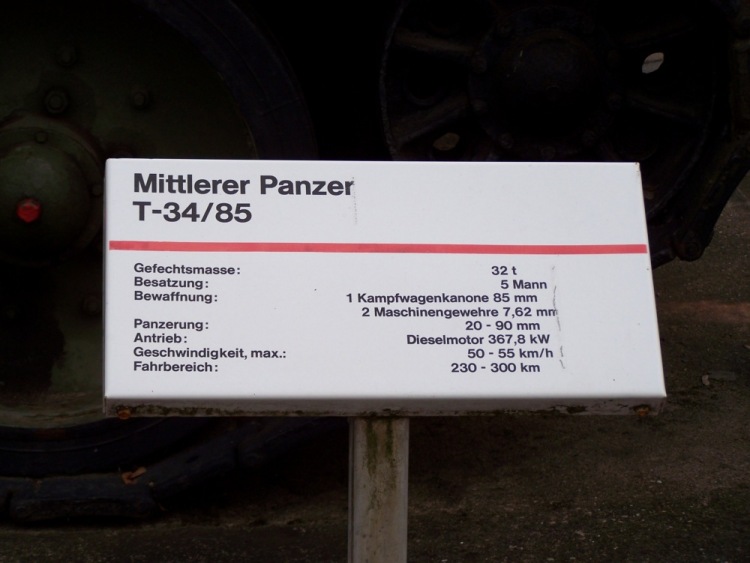 Mittlerer Panzer
T-34/85
Gefechtsmasse: 32 t
Besatzung: 5 Mann
Bewaffnung: 1 Kampfwagenkanone 85 mm
2 Maschinengewehre 7,62 mm
Panzerung: 20 - 90 mm
Antrieb: Dieselmotor 367,8 kW
Geschwindigkeit, max.: 50 - 55 km/h
Fahrbereich: 230 - 300 km